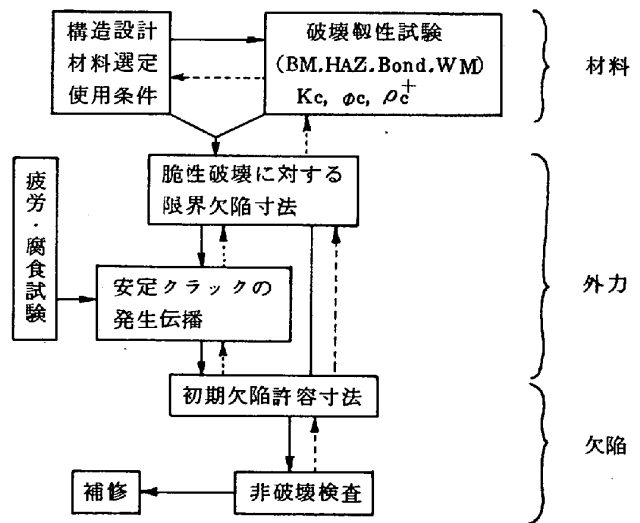 構造設計
材料選定
使用条件
破壊靱性試験
(BM.HAZ.Bond.WM)
Kc, φc, ρc+
材料
脆性破壊に対する
限界欠陥寸法
疲労・腐食試験
安定クラックの
発生伝播
外力
初期欠陥許容寸法
欠陥
補修
非破壊検査